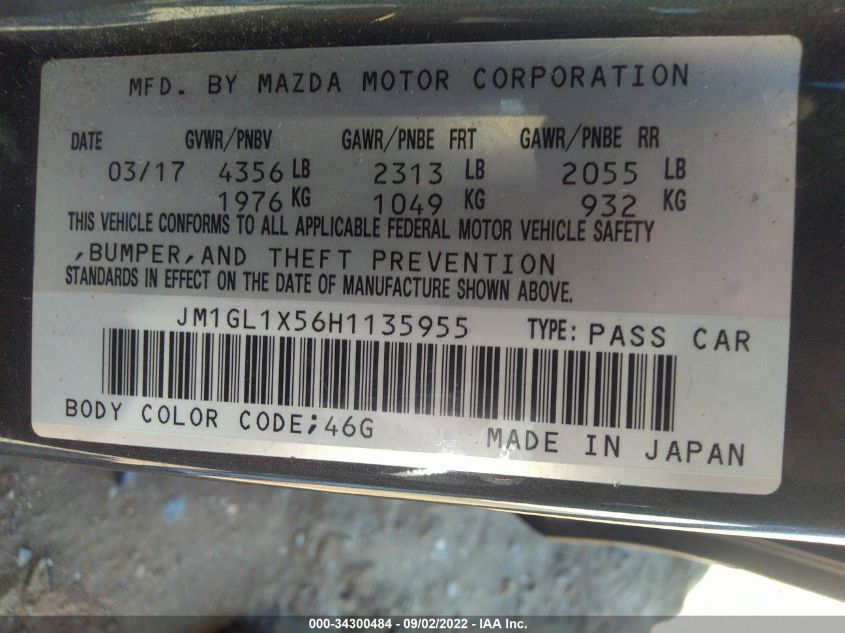 MFD. BY MAZDA MOTOR CORPORATION
DATE GVWR/PNBV GAWR/PNBE FRT GAWR/PNBE RR
03/17 4356 LB 2313 LB 2055 LB
1976 KG 1049 KG 932 KG
THIS VEHICLE CONFORMS TO ALL APPLICABLE FEDERAL MOTOR VEHICLE SAFETY
,BUMPER,AND THEFT PREVENTION
STANDARDS IN EFFECT ON THE DATE OF MANUFACTURE SHOWN ABOVE.
JM1GL1X56H1135955 TYPE: PASS CAR
BODY COLOR CODE;46G MADE IN JAPAN
000-34300484 - 09/02/2022 - IAA Inc.